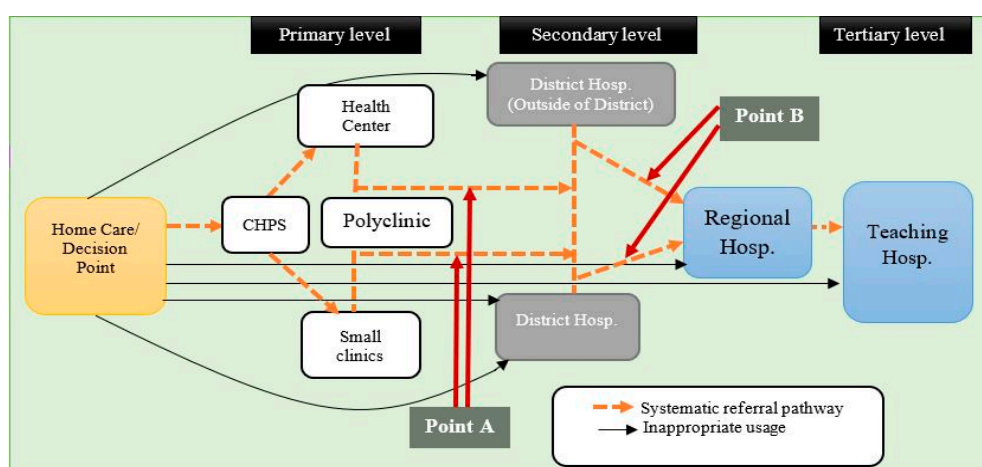 Primary level
Secondary level
Tertiary level
District Hosp.
(Outside of District)
Health
Center
Point B
Home Care/
Decision
Point
CHPS
Polyclinic
Regional
Hosp.
Teaching
Hosp.
Small
clinics
District Hosp.
Point A
Systematic referral pathway
Inappropriate usage